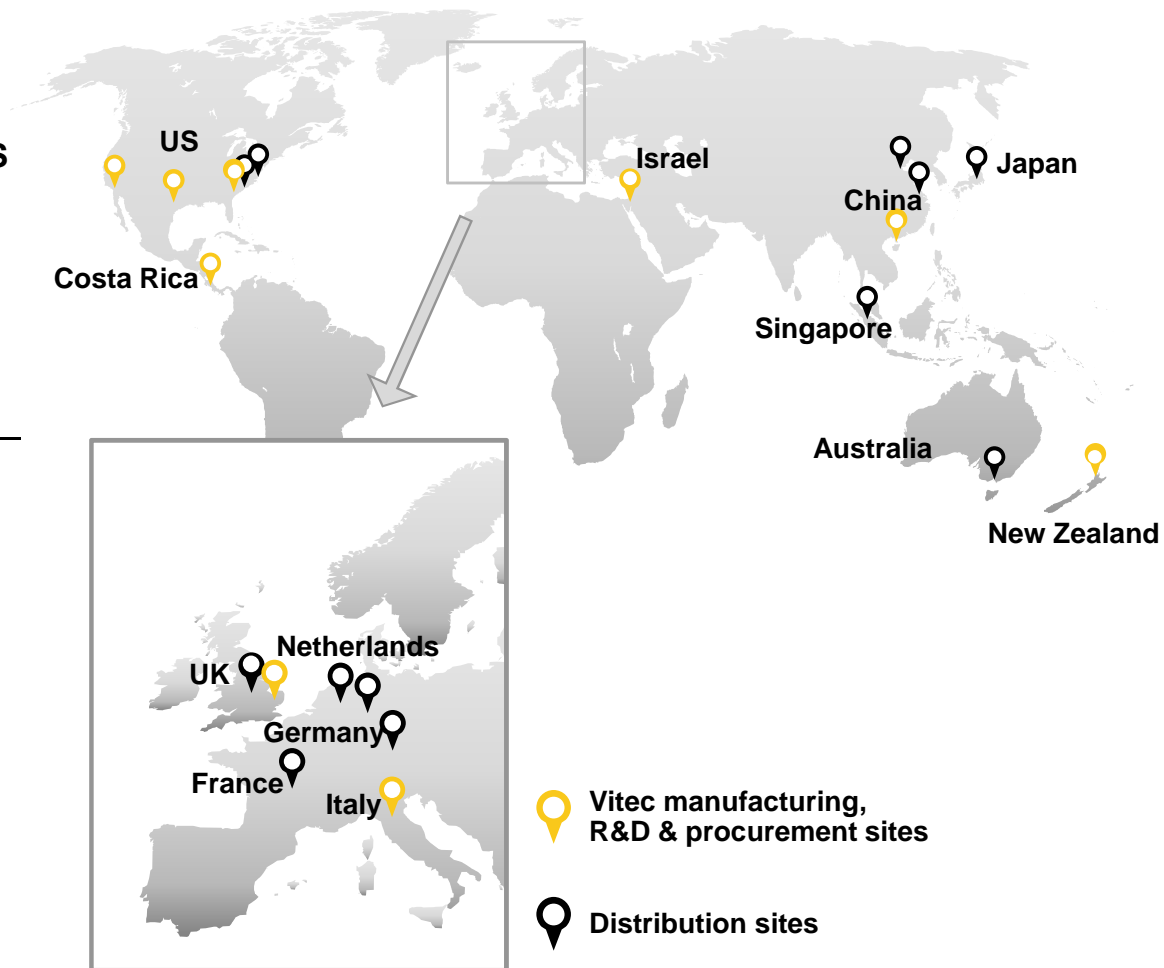 S
US
Israel
Japan
China
Costa Rica
Singapore
Australia
New Zealand
Netherlands
UK
Germany
France
Italy
Vitec manufacturing,
R&D & procurement sites
Distribution sites